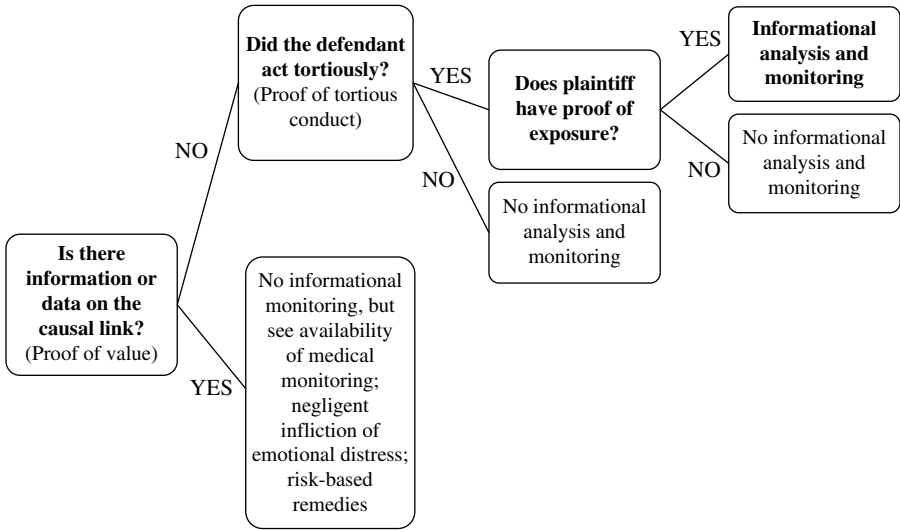 Is there
information or
data on the
causal link?
(Proof of value)
NO
YES
Did the defendant
act tortiously?
(Proof of tortious
conduct)
YES
NO
No informational
monitoring, but
see availability
of medical
monitoring;
negligent
infliction of
emotional distress;
risk-based
remedies
Does plaintiff
have proof of
exposure?
YES
NO
No informational
analysis and
monitoring
Informational
analysis and
monitoring
No informational
analysis and
monitoring